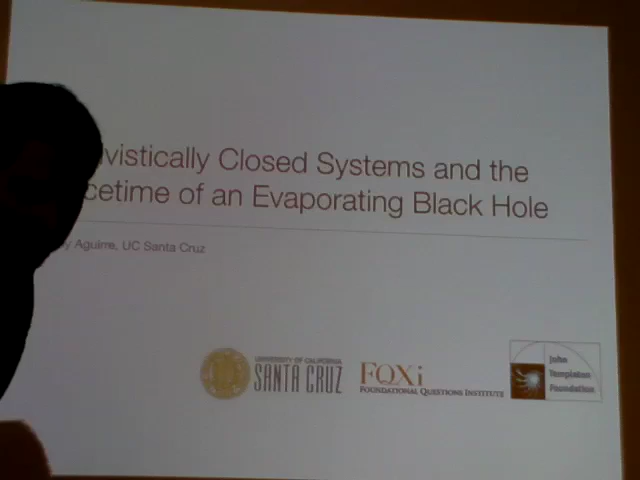 vistically Closed Systems and the
cetime of an Evaporating Black Hole
y Aguirre, UC Santa Cruz
UNIVERSITY OF CALIFORNIA
SANTA CRUZ
FQXi
FOUNDATIONAL QUESTIONS INSTITUTE
John
Templeton
Foundation